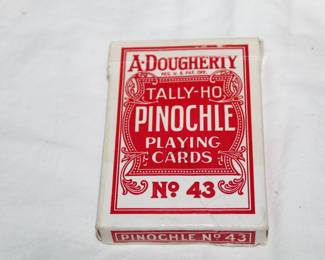 A·DOUGHERTY
REG. U.S. PAT. OFF.
TALLY-HO
PINOCHLE
PLAYING
CARDS
Nº 43
PINOCHLE Nº 43